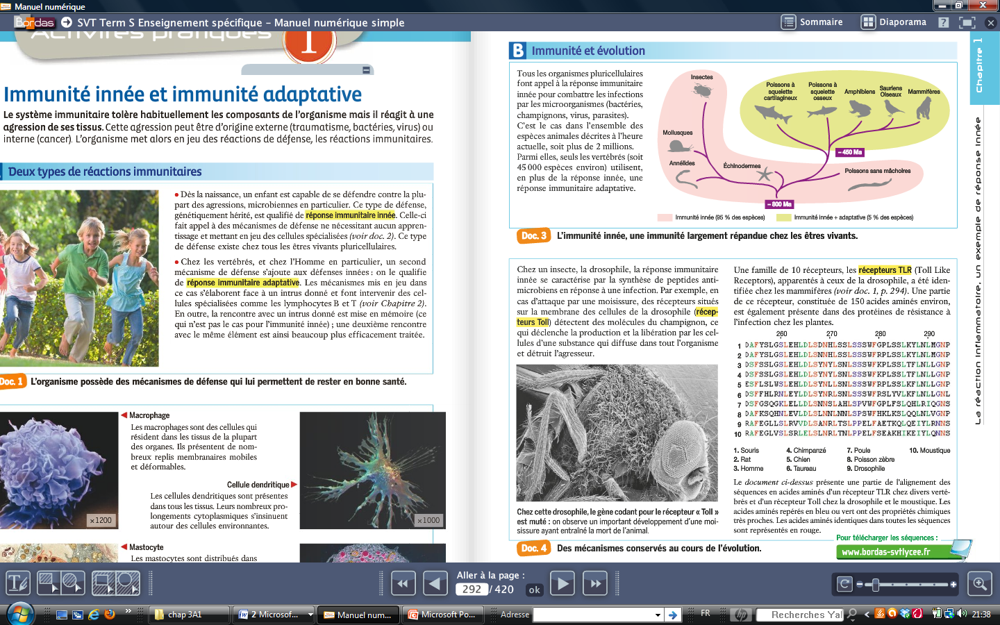 Manuel numérique
Bordas SVT Term S Enseignement spécifique – Manuel numérique simple
Sommaire
Diaporama
?
Activités pratiques 1
Immunité innée et immunité adaptative
Le système immunitaire tolère habituellement les composants de l'organisme mais il réagit à une
agression de ses tissus. Cette agression peut être d'origine externe (traumatisme, bactéries, virus) ou
interne (cancer). L'organisme met alors en jeu des réactions de défense, les réactions immunitaires.
Deux types de réactions immunitaires
• Dès la naissance, un enfant est capable de se défendre contre la plu-
part des agressions, microbiennes en particulier. Ce type de défense,
génétiquement hérité, est qualifié de réponse immunitaire innée. Celle-ci
fait appel à des mécanismes de défense ne nécessitant aucun appren-
tissage et mettant en jeu des cellules spécialisées (voir doc. 2). Ce type
de défense existe chez tous les êtres vivants pluricellulaires.
• Chez les vertébrés, et chez l'Homme en particulier, un second
mécanisme de défense s'ajoute aux défenses innées : on le qualifie
de réponse immunitaire adaptative. Les mécanismes mis en jeu dans
ce cas s'élaborent face à un intrus donné et font intervenir des cel-
lules spécialisées comme les lymphocytes B et T (voir Chapitre 2).
En outre, la rencontre avec un intrus donné est mise en mémoire (ce
qui n'est pas le cas pour l'immunité innée) ; une deuxième rencontre
avec le même élément est ainsi beaucoup plus efficacement traitée.
Doc. 1 L'organisme possède des mécanismes de défense qui lui permettent de rester en bonne santé.
Macrophage
Les macrophages sont des cellules qui
résident dans les tissus de la plupart
des organes. Ils présentent de nom-
breux replis membranaires mobiles
et déformables.
Cellule dendritique
Les cellules dendritiques sont présentes
dans tous les tissus. Leurs nombreux pro-
longements cytoplasmiques s'insinuent
autour des cellules environnantes.
×1200
×1000
Mastocyte
Les mastocytes sont distribués dans
B Immunité et évolution
Tous les organismes pluricellulaires
font appel à la réponse immunitaire
innée pour combattre les infections
par les microorganismes (bactéries,
champignons, virus, parasites).
C'est le cas dans l'ensemble des
espèces animales décrites à l'heure
actuelle, soit plus de 2 millions.
Parmi elles, seuls les vertébrés (soit
45 000 espèces environ) utilisent,
en plus de la réponse innée, une
réponse immunitaire adaptative.
Insectes
Poissons à squelette cartilagineux
Poissons à squelette osseux
Amphibiens
Sauriens Oiseaux
Mammifères
Mollusques
Annélides
Échinodermes
Poissons sans mâchoires
– 450 Ma
– 800 Ma
Immunité innée (95 % des espèces)
Immunité innée + adaptative (5 % des espèces)
Doc. 3 L'immunité innée, une immunité largement répandue chez les êtres vivants.
Chez un insecte, la drosophile, la réponse immunitaire
innée se caractérise par la synthèse de peptides anti-
microbiens en réponse à une infection. Par exemple, en
cas d'attaque par une moisissure, des récepteurs situés
sur la membrane des cellules de la drosophile (récep-
teurs Toll) détectent des molécules du champignon, ce
qui déclenche la production et la libération par les cel-
lules d'une substance qui diffuse dans tout l'organisme
et détruit l'agresseur.
Chez cette drosophile, le gène codant pour le récepteur « Toll »
est muté : on observe un important développement d'une moi-
sissure ayant entraîné la mort de l'animal.
Une famille de 10 récepteurs, les récepteurs TLR (Toll Like
Receptors), apparentés à ceux de la drosophile, a été iden-
tifiée chez les mammifères (voir doc. 1, p. 294). Une partie
de ce récepteur, constituée de 150 acides aminés environ,
est également présente dans des protéines de résistance à
l'infection chez les plantes.
260 270 280 290
1 DAFYSLGSLEHLDLSDNHLSSLSSSWFGPLSSLKYLNLMGNP
2 DAFYSLGSLEHLDLSNNHLSSLSSSWFRPLSSLKYLNLMGNP
3 DSFSSLGSLEHLDLSYNYLSNLSSSWFKPLSSLTFLNLLGNP
4 DSFSSLGSLEHLDLSYNYLSNLSSSWFKPLSSLTFLNLLGNP
5 ESFLSLWSLEHLDLSYNLLSNLSSSWFRPLSSLKFLNLLGNP
6 DSFFHLRNLEYLDLSYNRLSNLSSSWFRSLYVLKFLNLLGNL
7 DSFGSQGKLELLDLSNNSLAHLSPVWFGPLFSLQHLRIQGNS
8 DAFKSQHNLEVLDLSLNNLNNLSPSWFHKLKSLQQLNLVGNP
9 RAFEGLLSLRVVDLSANRLTSLPPELFAETKQLQEIYLRNNS
10 RAFEGLVSLSRLELSLNRLTNLPPELFSEAKHIKEIYLQNNS
1. Souris 4. Chimpanzé 7. Poule 10. Moustique
2. Rat 5. Chien 8. Poisson zèbre
3. Homme 6. Taureau 9. Drosophile
Le document ci-dessus présente une partie de l'alignement des
séquences en acides aminés d'un récepteur TLR chez divers verté-
brés et d'un récepteur Toll chez la drosophile et le moustique. Les
acides aminés repérés en bleu ou vert ont des propriétés chimiques
très proches. Les acides aminés identiques dans toutes les séquences
sont représentés en rouge.
Pour télécharger les séquences :
www.bordas-svtlycee.fr
Doc. 4 Des mécanismes conservés au cours de l'évolution.
Chapitre 1
La réaction inflammatoire, un exemple de réponse innée
Aller à la page :
292 / 420 ok
chap 3A1
2 Microsof...
Manuel num...
Microsoft Po...
Adresse
FR
hp
Recherches Ya
21:38